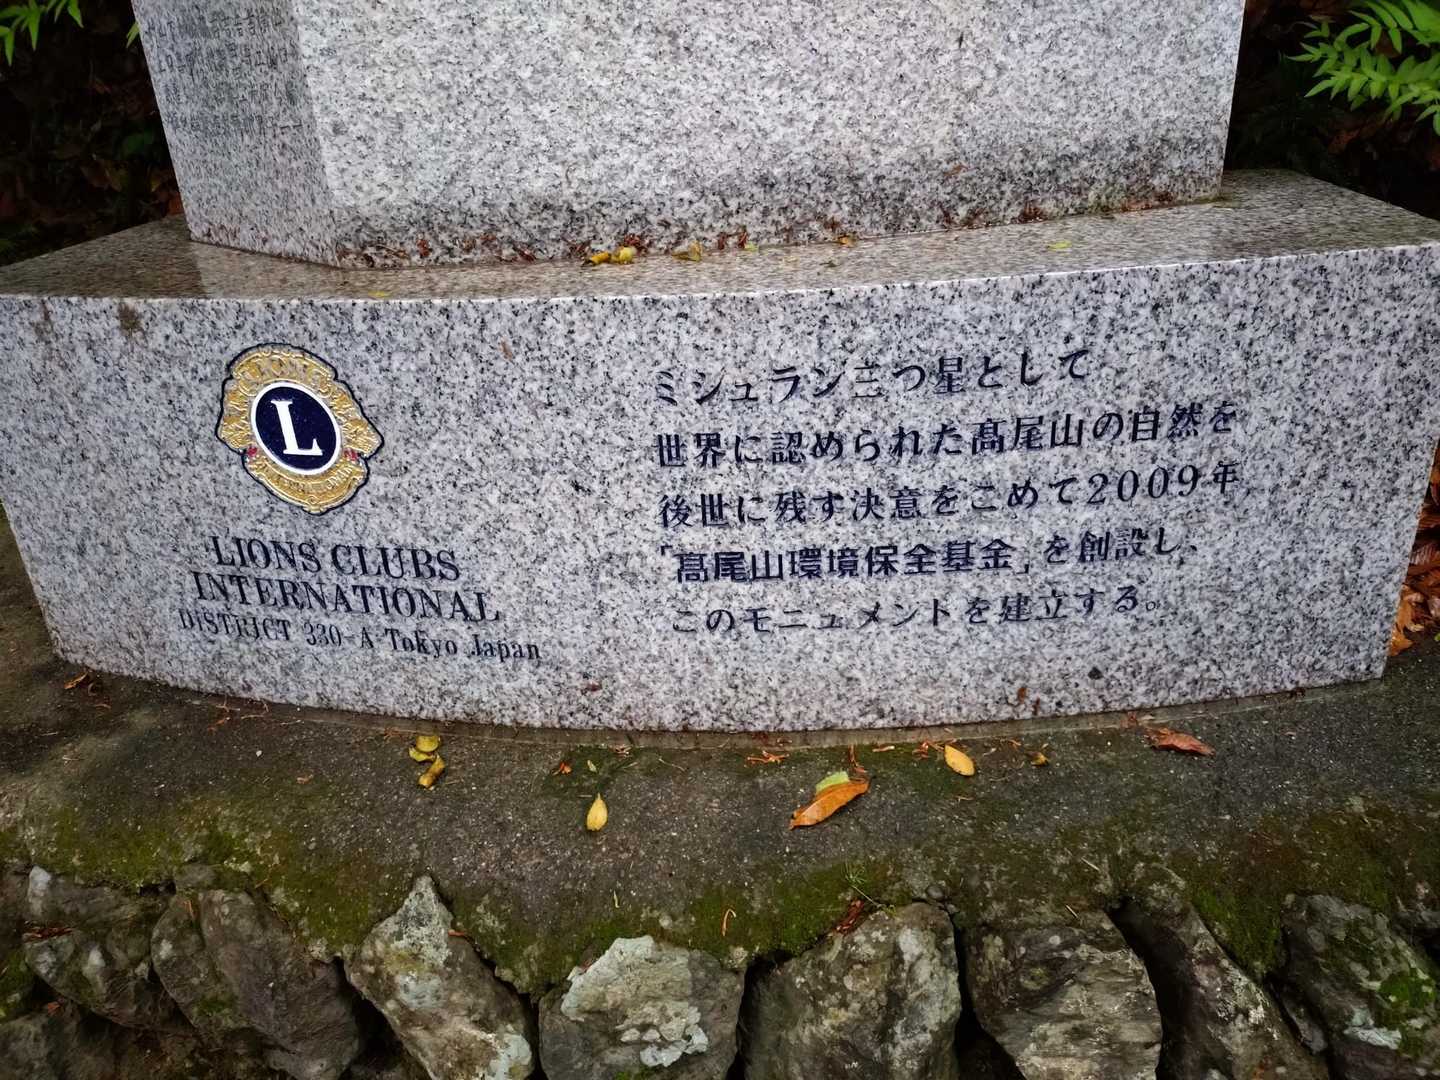 LIONS
L
INTERNATIONAL
LIONS CLUBS
INTERNATIONAL
DISTRICT 330-A Tokyo Japan
ミシュラン三つ星として
世界に認められた髙尾山の自然を
後世に残す決意をこめて2009年
「髙尾山環境保全基金」を創設し、
このモニュメントを建立する。